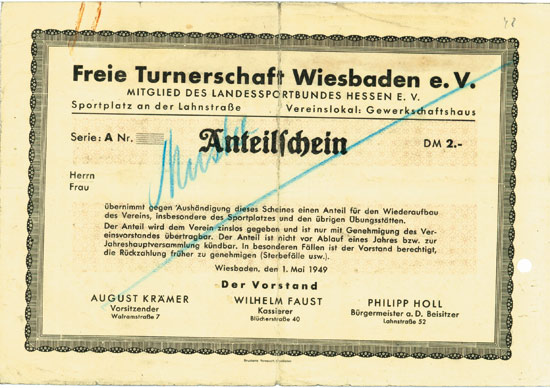 Freie Turnerschaft Wiesbaden e. V.
MITGLIED DES LANDESSPORTBUNDES HESSEN E. V.
Sportplatz an der Lahnstraße Vereinslokal: Gewerkschaftshaus
Serie: A Nr. Anteilschein DM 2.-
Muster
Herrn
Frau
übernimmt gegen Aushändigung dieses Scheines einen Anteil für den Wiederaufbau
des Vereins, insbesondere des Sportplatzes und den übrigen Übungsstätten.
Der Anteil wird dem Verein zinslos gegeben und ist nur mit Genehmigung des Ver-
einsvorstandes übertragbar. Der Anteil ist nicht vor Ablauf eines Jahres bzw. zur
Jahreshauptversammlung kündbar. In besonderen Fällen ist der Vorstand berechtigt,
die Rückzahlung früher zu genehmigen (Sterbefälle usw.).
Wiesbaden, den 1. Mai 1949
Der Vorstand
AUGUST KRÄMER WILHELM FAUST PHILIPP HOLL
Vorsitzender Kassierer Bürgermeister a. D. Beisitzer
Walramstraße 7 Blücherstraße 40 Lahnstraße 52